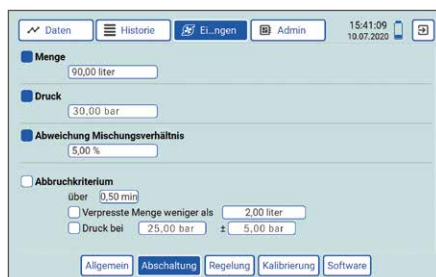 Daten Historie Ei...ngen Admin 15:41:09
10.07.2020
Menge
90,00 liter
Druck
30,00 bar
Abweichung Mischungsverhältnis
5,00 %
Abbruchkriterium
über 0,50 min
Verpresste Menge weniger als 2,00 liter
Druck bei 25,00 bar ± 5,00 bar
Allgemein Abschaltung Regelung Kalibrierung Software